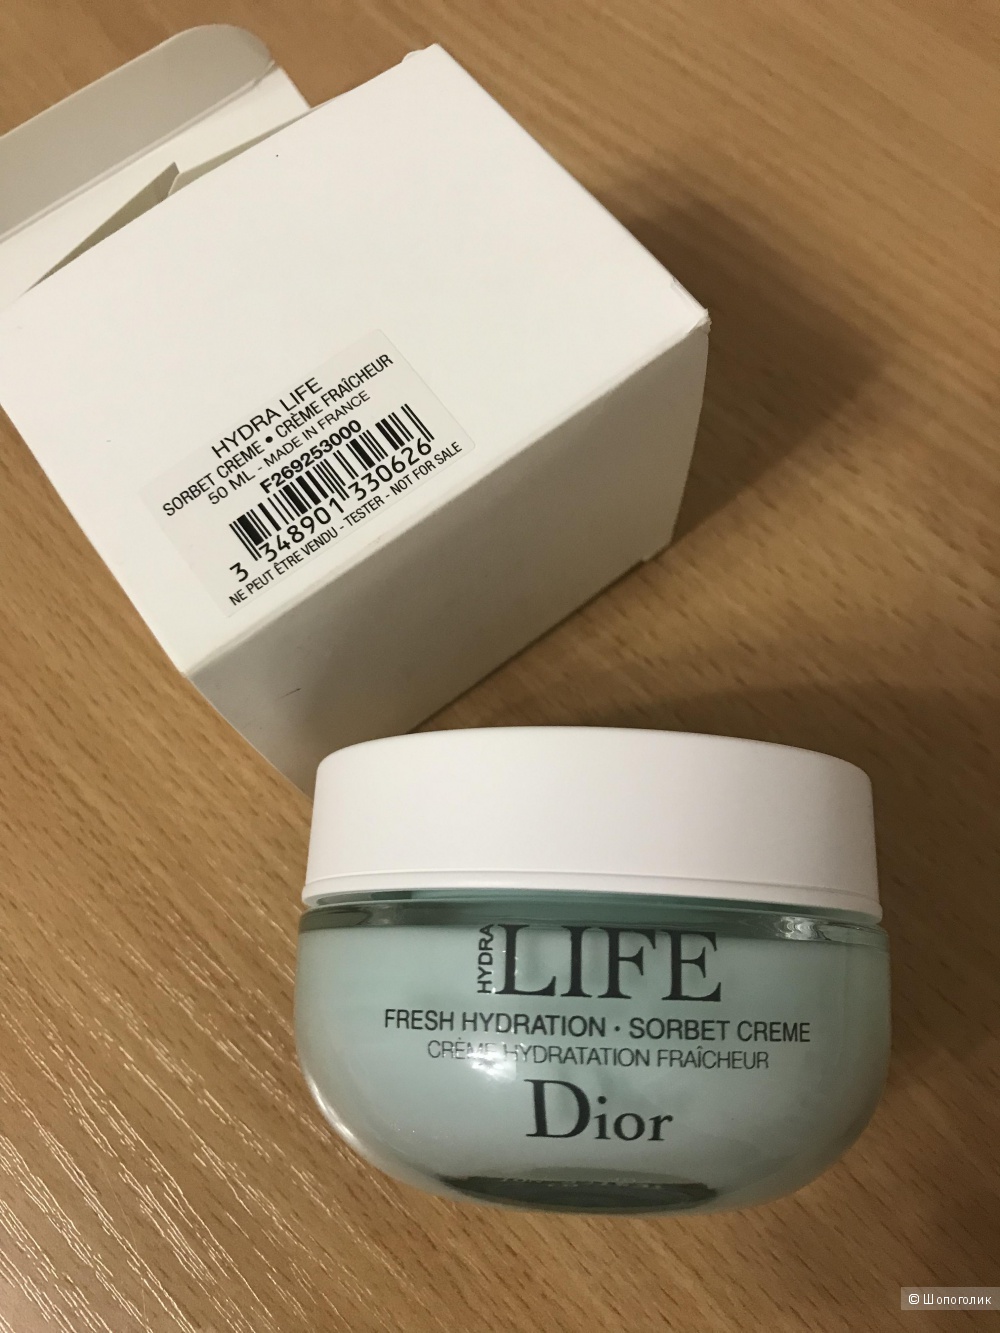 HYDRA LIFE
SORBET CREME • CRÈME FRAÎCHEUR
50 ML - MADE IN FRANCE
F269253000
3 348901 330626
NE PEUT ÊTRE VENDU - TESTER - NOT FOR SALE
HYDRA LIFE
FRESH HYDRATION • SORBET CREME
CRÈME HYDRATATION FRAÎCHEUR
Dior
© Шопоголик